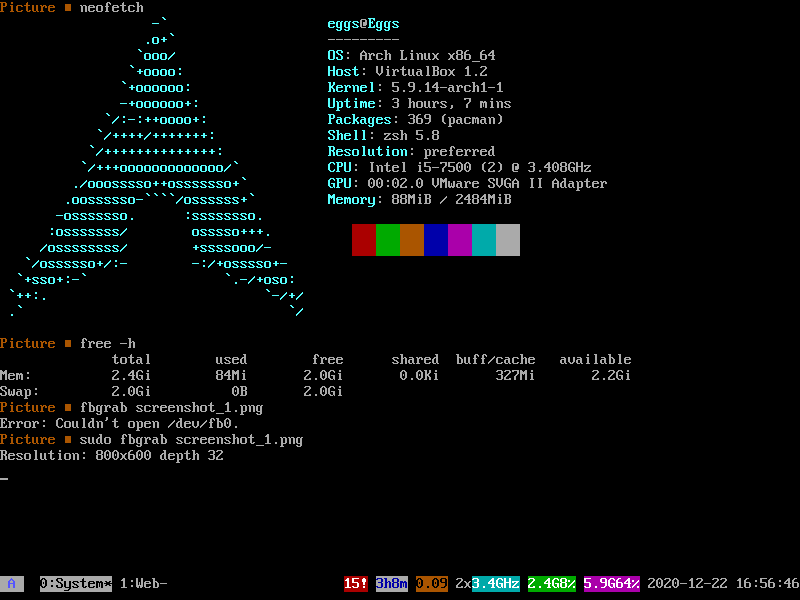 Picture ■ neofetch
-`
.o+`
`ooo/
`+oooo:
`+oooooo:
-+oooooo+:
`/:-:++oooo+:
`/++++/+++++++:
`/++++++++++++++:
`/+++ooooooooooooo/`
./ooosssso++osssssso+`
.oossssso-````/ossssss+`
-osssssso.      :ssssssso.
:osssssss/        osssso+++.
/ossssssss/        +ssssooo/-
`/ossssso+/:-        -:/+osssso+-
`+sso+:-`                 `.-/+oso:
`++:.                           `-/+/
.`                                 `/
eggs@Eggs
---------
OS: Arch Linux x86_64
Host: VirtualBox 1.2
Kernel: 5.9.14-arch1-1
Uptime: 3 hours, 7 mins
Packages: 369 (pacman)
Shell: zsh 5.8
Resolution: preferred
CPU: Intel i5-7500 (2) @ 3.408GHz
GPU: 00:02.0 VMware SVGA II Adapter
Memory: 88MiB / 2484MiB
Picture ■ free -h
total used free shared buff/cache available
Mem: 2.4Gi 84Mi 2.0Gi 0.0Ki 327Mi 2.2Gi
Swap: 2.0Gi 0B 2.0Gi
Picture ■ fbgrab screenshot_1.png
Error: Couldn't open /dev/fb0.
Picture ■ sudo fbgrab screenshot_1.png
Resolution: 800x600 depth 32
A 0:System* 1:Web- 15! 3h8m 0.09 2x3.4GHz 2.4G8% 5.9G64% 2020-12-22 16:56:46